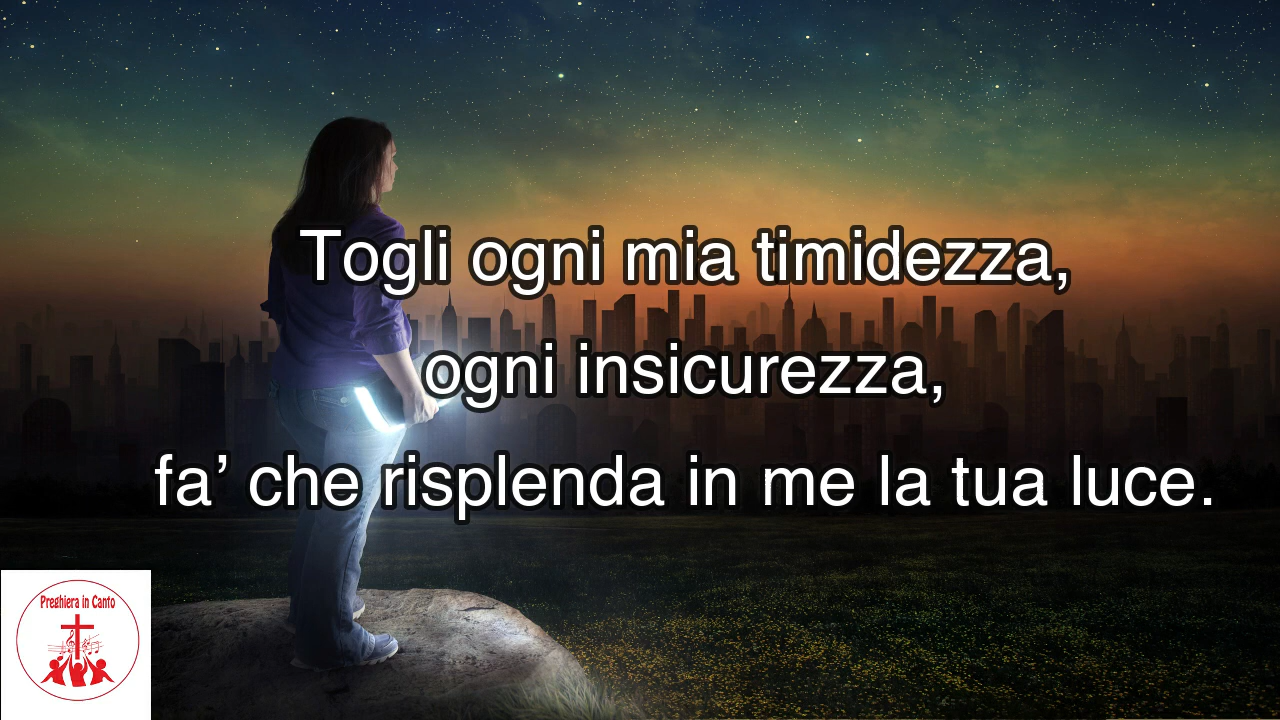 Togli ogni mia timidezza,
ogni insicurezza,
fa’ che risplenda in me la tua luce.
Preghiera in Canto